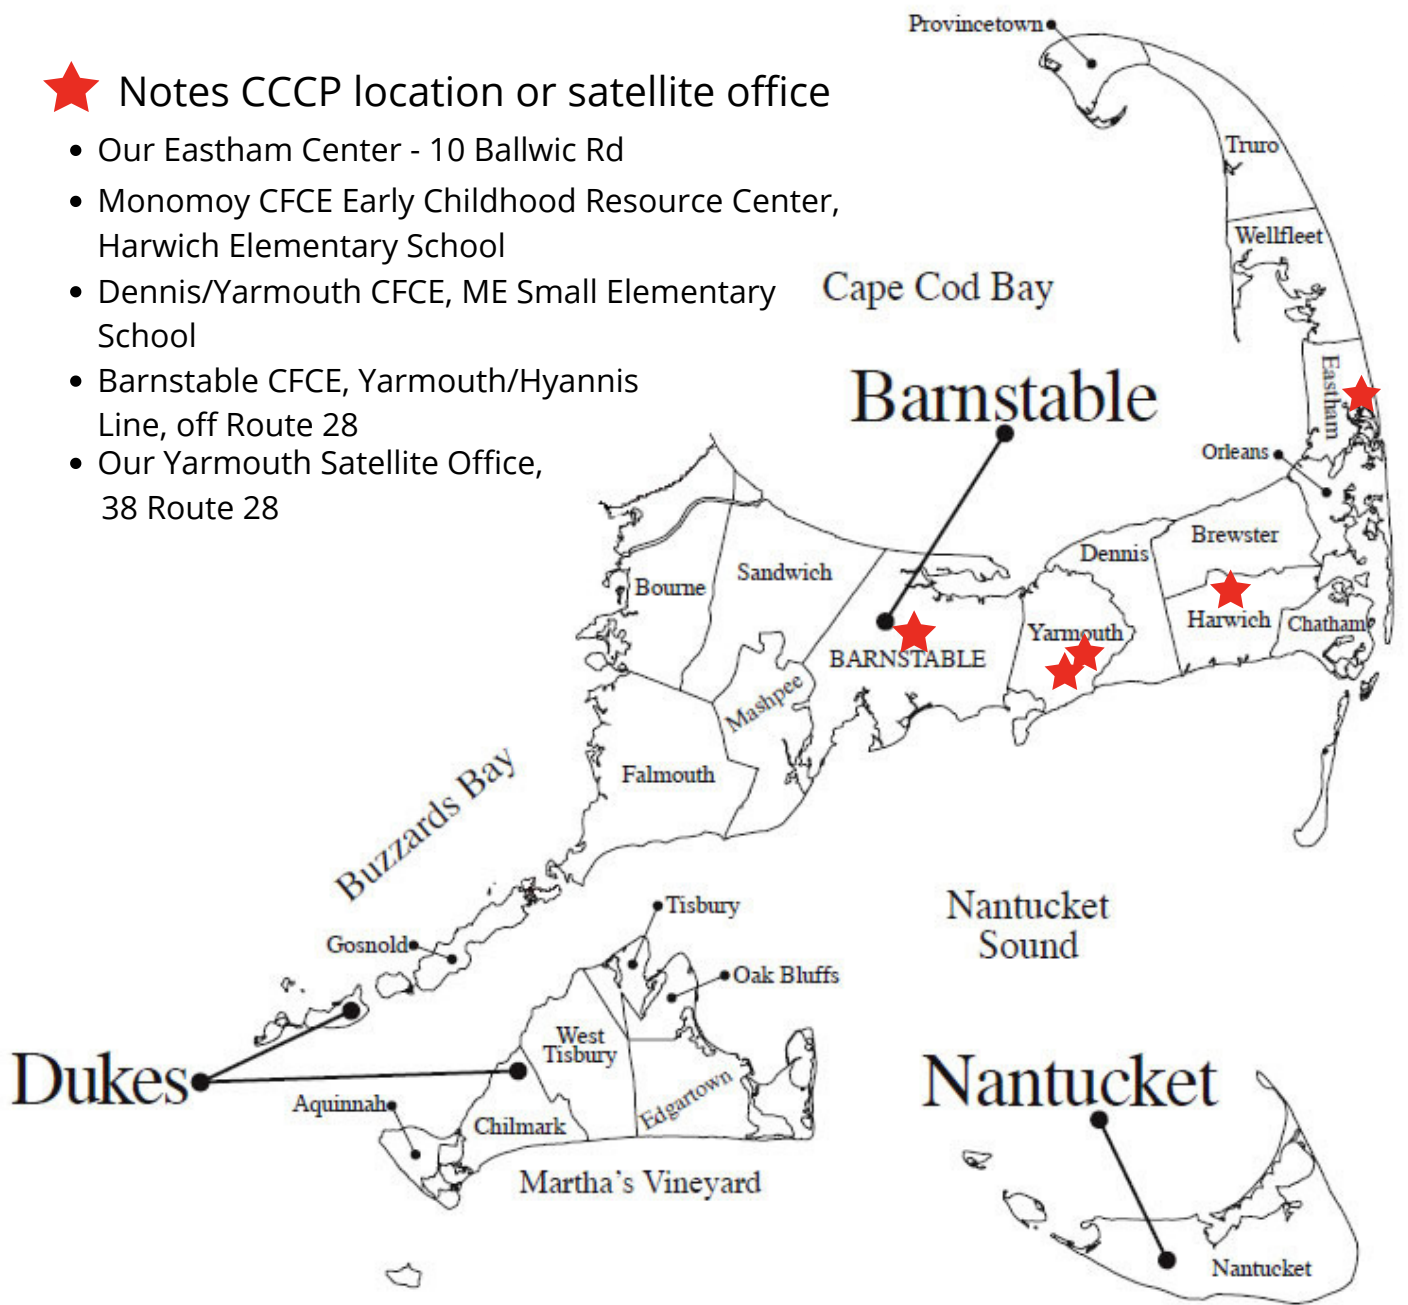 Notes CCCP location or satellite office
• Our Eastham Center - 10 Ballwic Rd
• Monomoy CFCE Early Childhood Resource Center,
Harwich Elementary School
• Dennis/Yarmouth CFCE, ME Small Elementary
School
• Barnstable CFCE, Yarmouth/Hyannis
Line, off Route 28
• Our Yarmouth Satellite Office,
38 Route 28
Provincetown
Truro
Wellfleet
Cape Cod Bay
Eastham
Barnstable
Orleans
Brewster
Dennis
Sandwich
Bourne
Harwich
Chatham
Yarmouth
BARNSTABLE
Mashpee
Falmouth
Buzzards Bay
Nantucket
Sound
Tisbury
Gosnold
Oak Bluffs
West
Tisbury
Dukes
Nantucket
Edgartown
Aquinnah
Chilmark
Martha's Vineyard
Nantucket